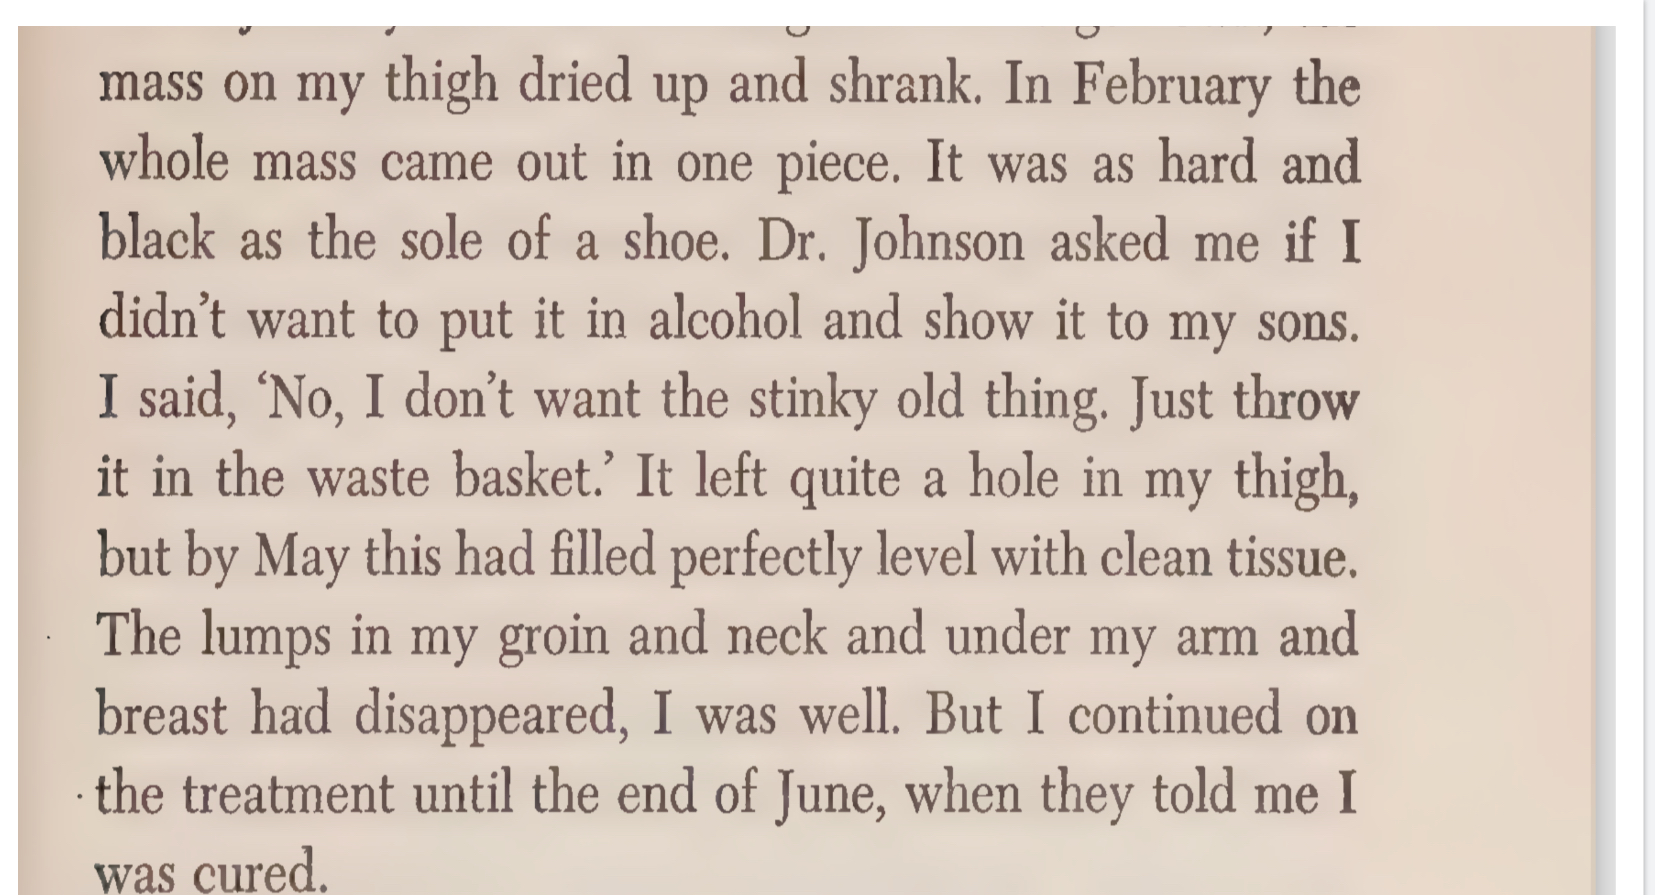 mass on my thigh dried up and shrank. In February the
whole mass came out in one piece. It was as hard and
black as the sole of a shoe. Dr. Johnson asked me if I
didn’t want to put it in alcohol and show it to my sons.
I said, ‘No, I don’t want the stinky old thing. Just throw
it in the waste basket.’ It left quite a hole in my thigh,
but by May this had filled perfectly level with clean tissue.
The lumps in my groin and neck and under my arm and
breast had disappeared, I was well. But I continued on
the treatment until the end of June, when they told me I
was cured.